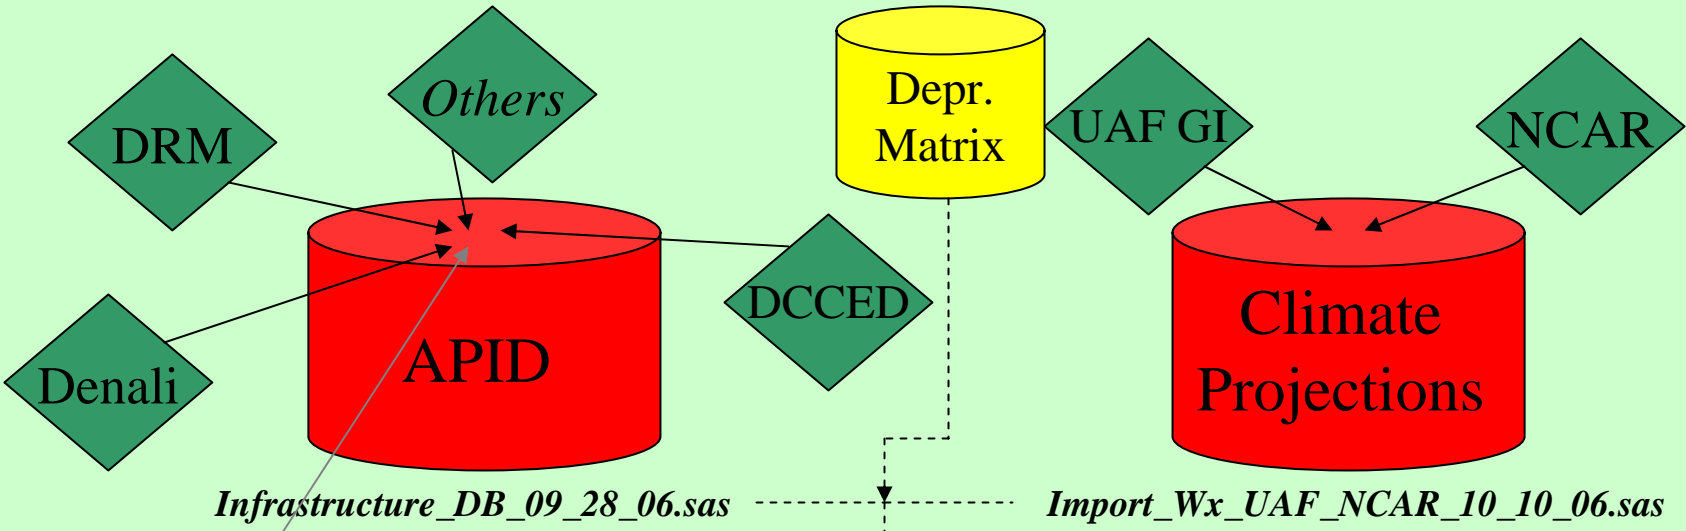 Others
DRM
Depr.
Matrix
UAF GI
NCAR
DCCED
Denali
APID
Climate
Projections
Infrastructure_DB_09_28_06.sas
Import_Wx_UAF_NCAR_10_10_06.sas